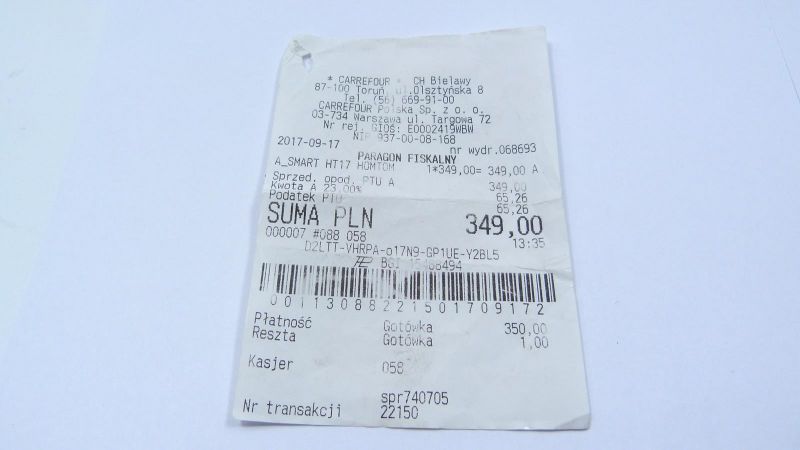 * CARREFOUR * CH Bielawy
87-100 Toruń, ul.Olsztyńska 8
Tel. (56) 669-91-00
CARREFOUR Polska Sp. z o. o.
03-734 Warszawa ul. Targowa 72
Nr rej. GIOŚ: E0002419WBW
NIP 937-00-08-168
2017-09-17 nr wydr.068693
PARAGON FISKALNY
A_SMART HT17 HOMTOM 1*349,00= 349,00 A
Sprzed. opod. PTU A 349,00
Kwota A 23,00% 65,26
Podatek PTU 65,26
SUMA PLN 349,00
000007 #088 058 13:35
D2LTT-VHRPA-o17N9-GP1UE-Y2BL5
BGI
00113088221501709172
Płatność Gotówka 350,00
Reszta Gotówka 1,00
Kasjer 058
spr740705
Nr transakcji 22150